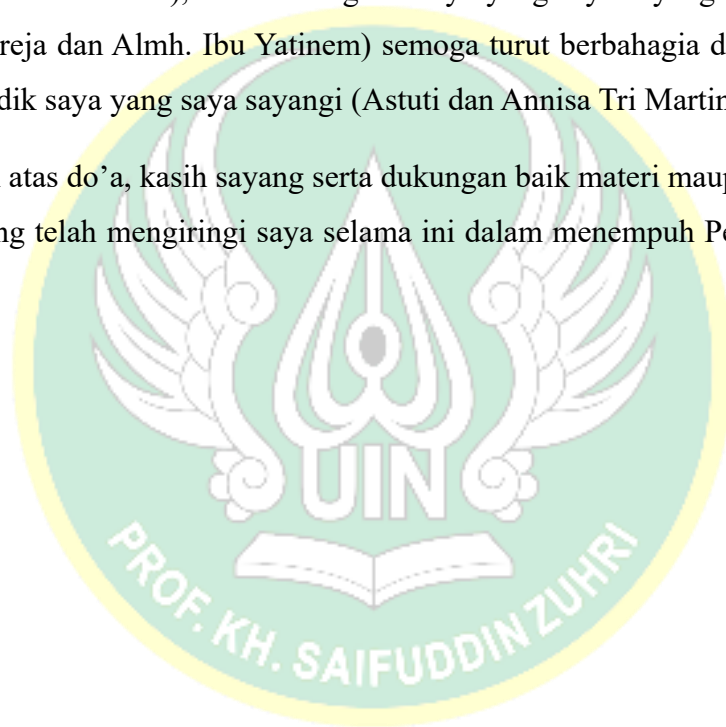 reja dan Almh. Ibu Yatinem) semoga turut berbahagia d
dik saya yang saya sayangi (Astuti dan Annisa Tri Martin
atas do’a, kasih sayang serta dukungan baik materi maup
ng telah mengiringi saya selama ini dalam menempuh Pe
UIN
PROF. KH. SAIFUDDIN ZUHRI